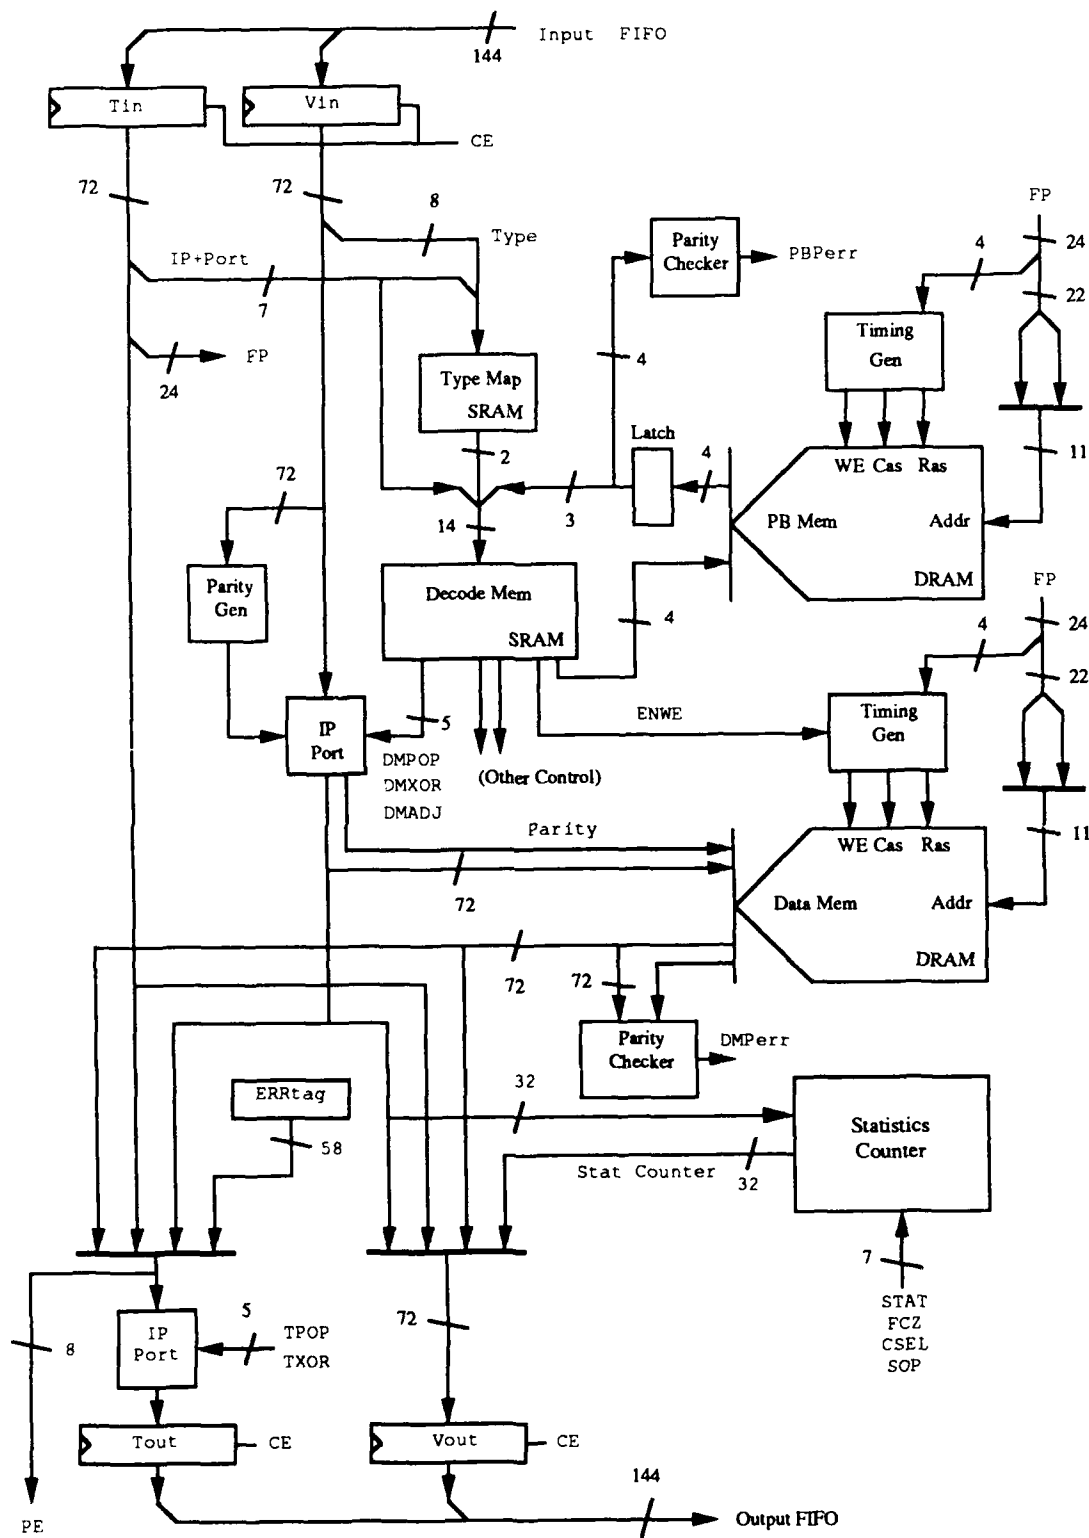 Input FIFO
144
Tin
Vin
CE
72
72
8
Type
FP
24
4
22
Parity
Checker
PBPerr
IP+Port
7
FP
24
Timing
Gen
4
Type Map
SRAM
Latch
2
4
11
WE Cas Ras
72
3
14
PB Mem
Addr
DRAM
Parity
Gen
Decode Mem
SRAM
4
FP
24
4
22
IP
Port
5
ENWE
Timing
Gen
DMPOP
DMXOR
DMADJ
(Other Control)
Parity
11
WE Cas Ras
72
Data Mem
Addr
DRAM
72
72
Parity
Checker
DMPerr
ERRtag
32
58
Statistics
Counter
Stat Counter
32
7
STAT
FCZ
CSEL
SOP
8
IP
Port
5
TPOP
TXOR
72
Tout
CE
Vout
CE
144
PE
Output FIFO